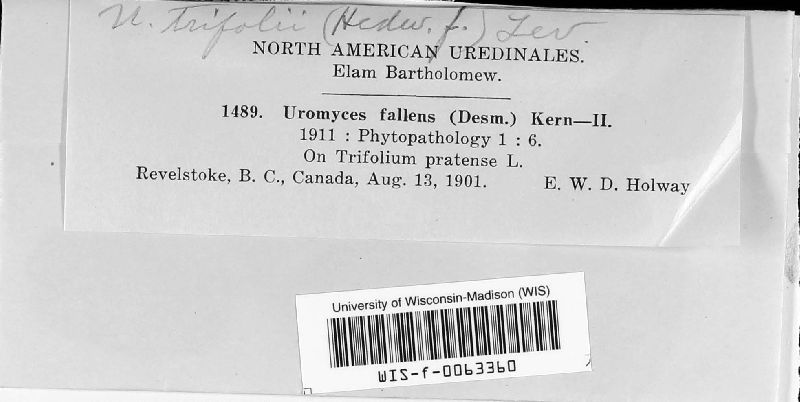 U. Trifolii (Hedw. f.) Lev.
NORTH AMERICAN UREDINALES.
Elam Bartholomew.
1489. Uromyces fallens (Desm.) Kern—II.
1911 : Phytopathology 1 : 6.
On Trifolium pratense L.
Revelstoke, B. C., Canada, Aug. 13, 1901. E. W. D. Holway
University of Wisconsin-Madison (WIS)
WIS-f-0063360